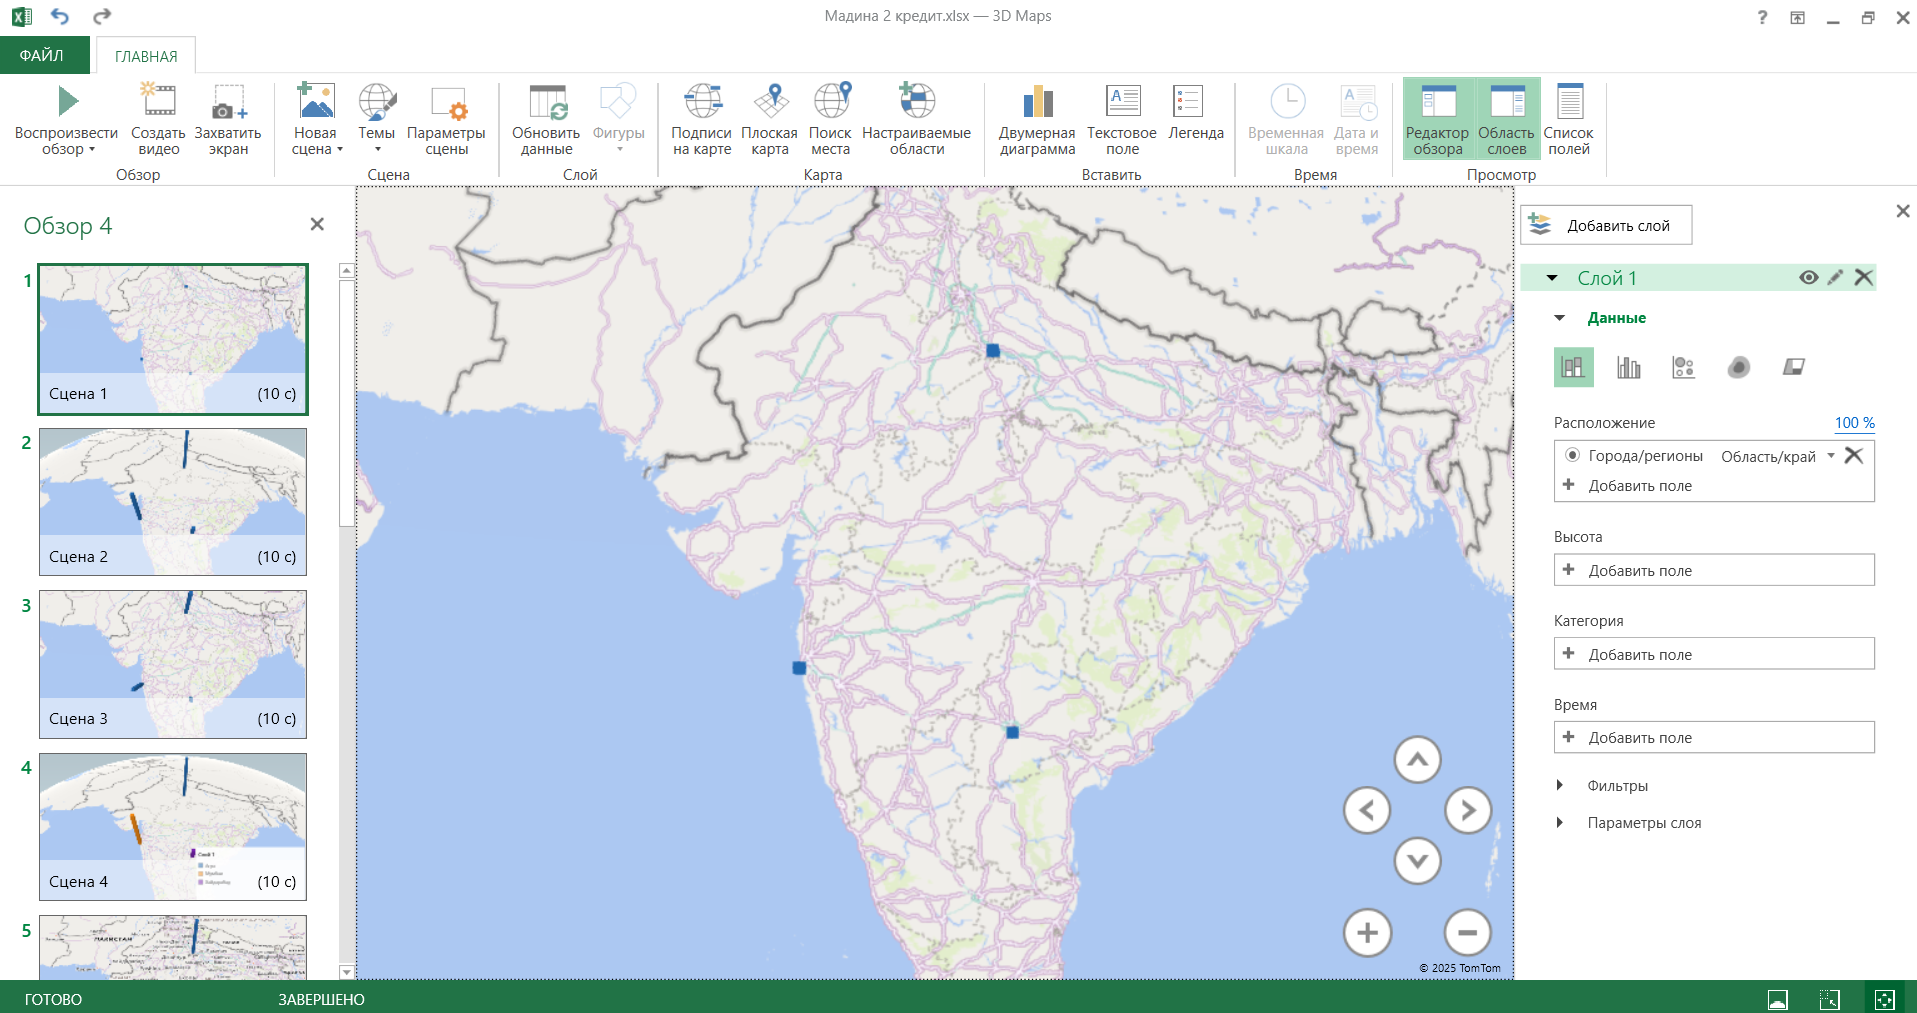 Мадина 2 кредит.xlsx — 3D Maps
?
ФАЙЛ
ГЛАВНАЯ
Воспроизвести обзор
Создать видео
Захватить экран
Обзор
Новая сцена
Темы
Параметры сцены
Сцена
Обновить данные
Фигуры
Слой
Подписи на карте
Плоская карта
Поиск места
Настраиваемые области
Карта
Двумерная диаграмма
Текстовое поле
Легенда
Вставить
Временная шкала
Дата и время
Время
Редактор обзора
Область слоев
Список полей
Просмотр
Обзор 4
1
Сцена 1 (10 с)
2
Сцена 2 (10 с)
3
Сцена 3 (10 с)
4
Слой 1
Сцена 4 (10 с)
5
© 2025 TomTom
Добавить слой
Слой 1
Данные
Расположение 100 %
Города/регионы Область/край
Добавить поле
Высота
Добавить поле
Категория
Добавить поле
Время
Добавить поле
Фильтры
Параметры слоя
ГОТОВО
ЗАВЕРШЕНО